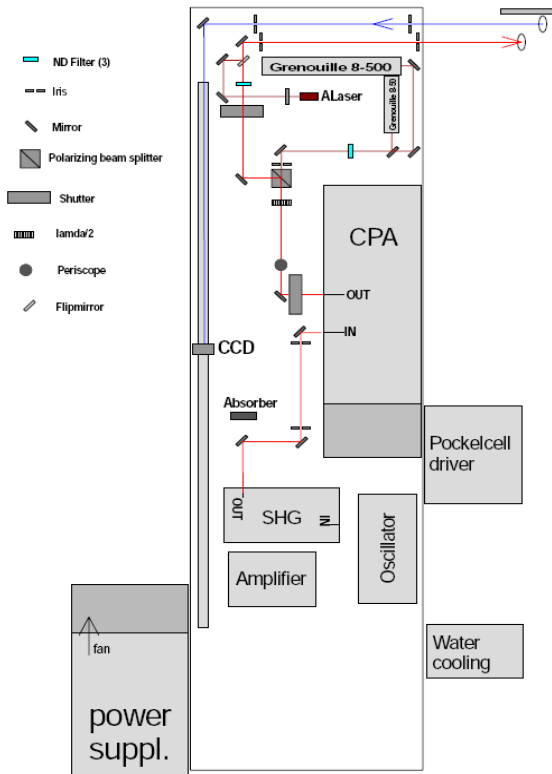 ND Filter (3)
Iris
Mirror
Polarizing beam splitter
Shutter
lamda/2
Periscope
Flipmirror
Grenouille 8-500
Grenouille 8-50
ALaser
CPA
OUT
IN
CCD
Absorber
OUT
SHG
IN
Amplifier
Oscillator
Pockelcell
driver
Water
cooling
fan
power
suppl.